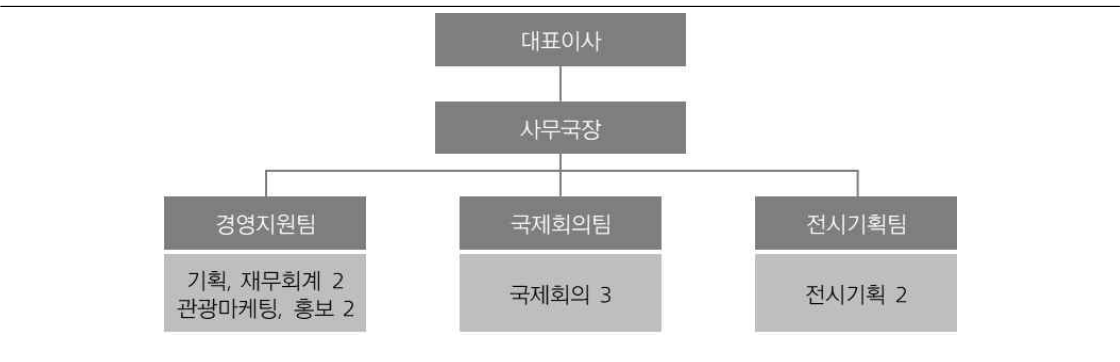 대표이사
사무국장
경영지원팀
국제회의팀
전시기획팀
기획, 재무회계 2
관광마케팅, 홍보 2
국제회의 3
전시기획 2